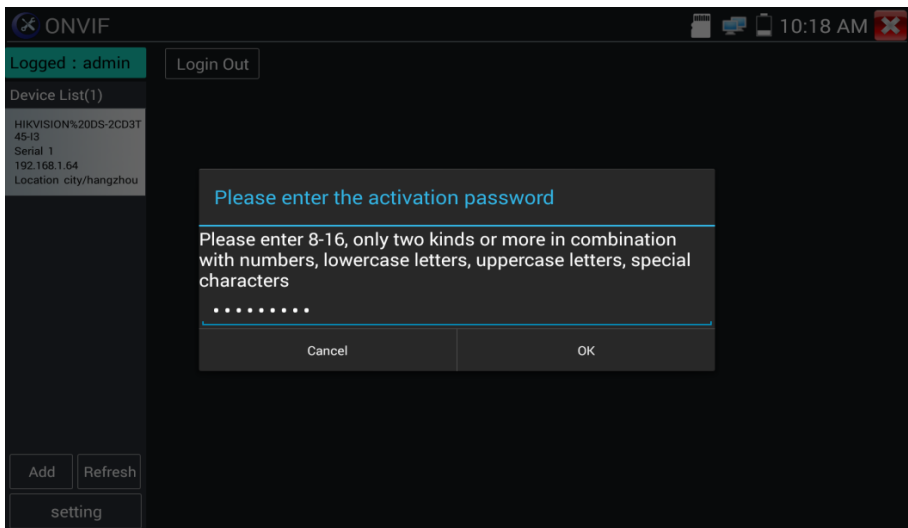 ONVIF
10:18 AM
Logged : admin
Login Out
Device List(1)
HIKVISION%20DS-2CD3T
45-I3
Serial 1
192.168.1.64
Location city/hangzhou
Please enter the activation password
Please enter 8-16, only two kinds or more in combination
with numbers, lowercase letters, uppercase letters, special
characters
•••••••••
Cancel
OK
Add
Refresh
setting